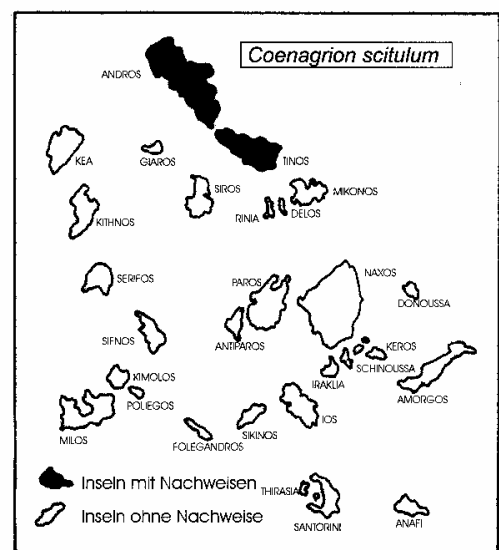 Coenagrion scitulum
ANDROS
TINOS
KEA
GIAROS
SIROS
MIKONOS
RINIA
DELOS
KITHNOS
SERIFOS
PAROS
NAXOS
DONOUSSA
SIFNOS
ANTIPAROS
KEROS
SCHINOUSSA
IRAKLIA
AMORGOS
XIMOLOS
POLIEGOS
MILOS
FOLEGANDROS
SIKINOS
IOS
Inseln mit Nachweisen
THIRASIA
Inseln ohne Nachweise
SANTORINI
ANAFI